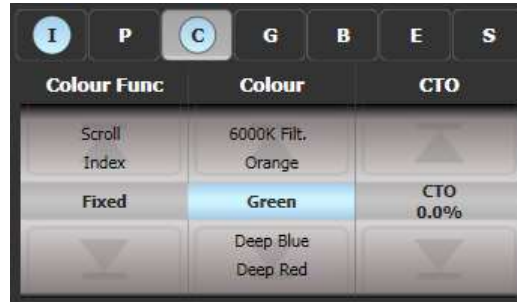 I P C G B E S
Colour Func Colour CTO
Scroll 6000K Filt.
Index Orange
Fixed Green CTO
0.0%
Deep Blue
Deep Red